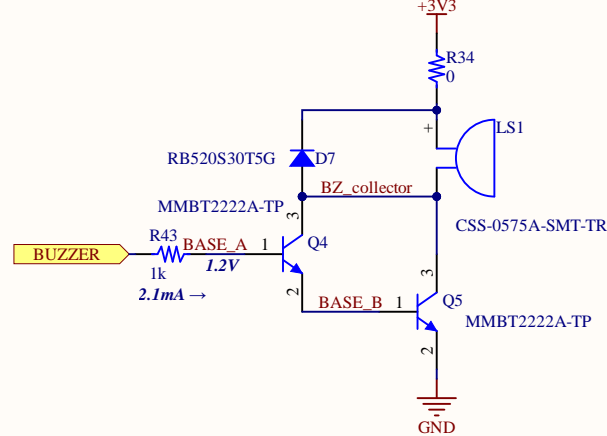 +3V3
R34
0
LS1
+
RB520S30T5G
D7
BZ_collector
MMBT2222A-TP
3
CSS-0575A-SMT-TR
R43
BASE_A
1
Q4
BUZZER
1k
1.2V
2.1mA →
2
3
BASE_B
1
Q5
MMBT2222A-TP
2
GND